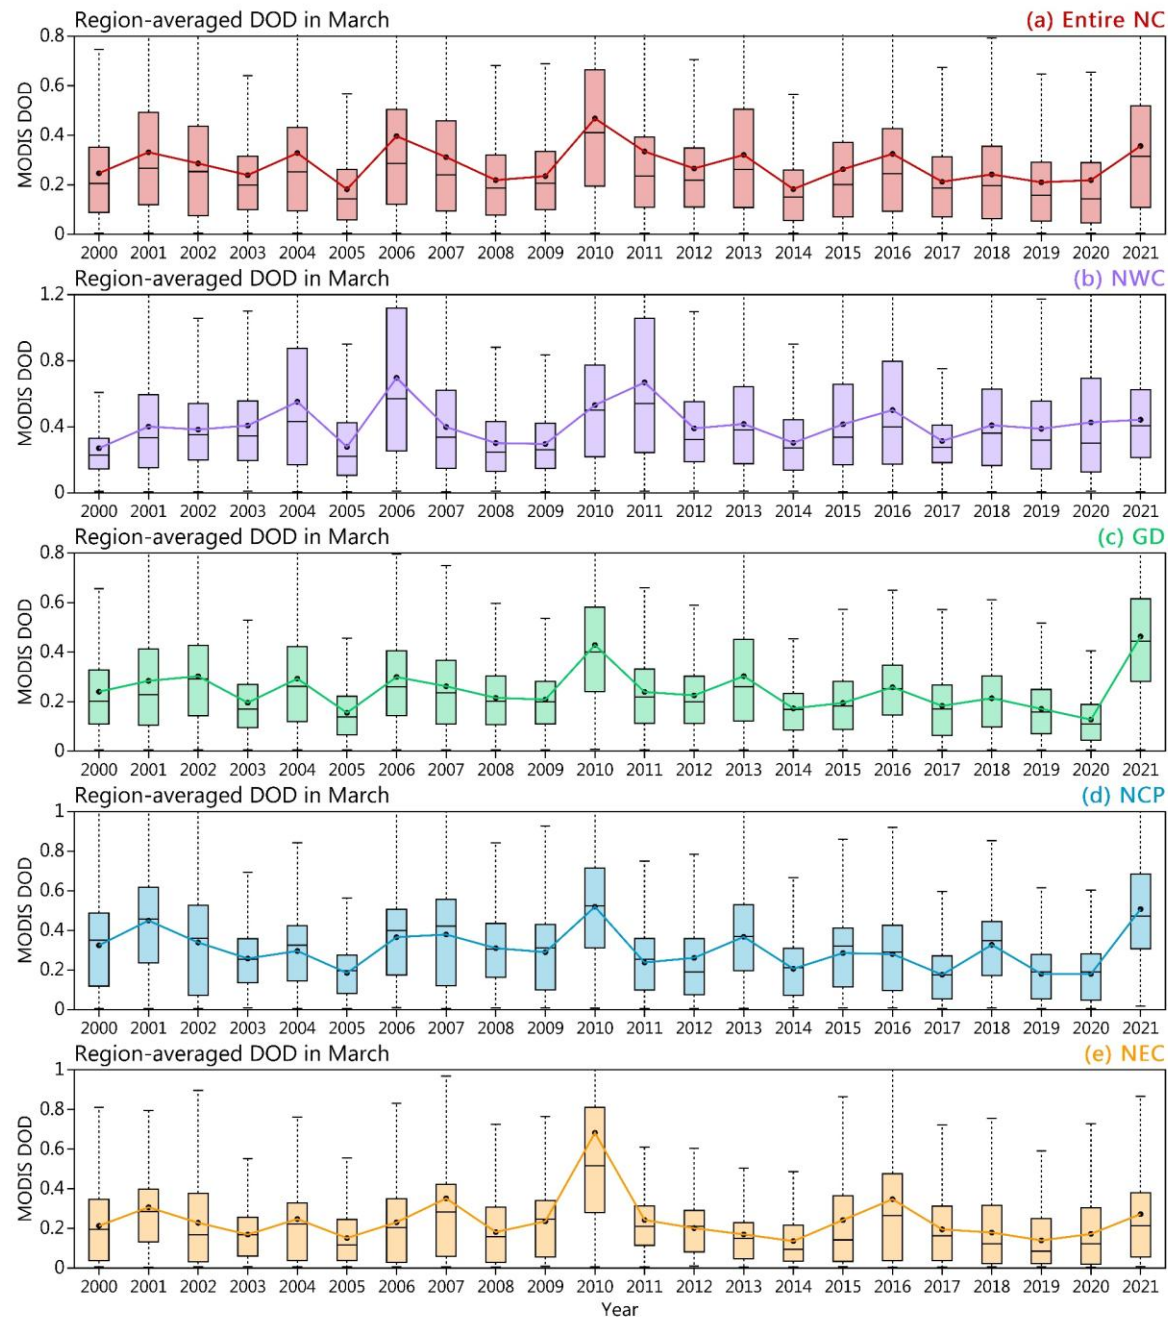 Region-averaged DOD in March (a) Entire NC
MODIS DOD
0.8
0.6
0.4
0.2
0
2000 2001 2002 2003 2004 2005 2006 2007 2008 2009 2010 2011 2012 2013 2014 2015 2016 2017 2018 2019 2020 2021
Region-averaged DOD in March (b) NWC
MODIS DOD
1.2
0.8
0.4
0
2000 2001 2002 2003 2004 2005 2006 2007 2008 2009 2010 2011 2012 2013 2014 2015 2016 2017 2018 2019 2020 2021
Region-averaged DOD in March (c) GD
MODIS DOD
0.8
0.6
0.4
0.2
0
2000 2001 2002 2003 2004 2005 2006 2007 2008 2009 2010 2011 2012 2013 2014 2015 2016 2017 2018 2019 2020 2021
Region-averaged DOD in March (d) NCP
MODIS DOD
1
0.8
0.6
0.4
0.2
0
2000 2001 2002 2003 2004 2005 2006 2007 2008 2009 2010 2011 2012 2013 2014 2015 2016 2017 2018 2019 2020 2021
Region-averaged DOD in March (e) NEC
MODIS DOD
1
0.8
0.6
0.4
0.2
0
2000 2001 2002 2003 2004 2005 2006 2007 2008 2009 2010 2011 2012 2013 2014 2015 2016 2017 2018 2019 2020 2021
Year